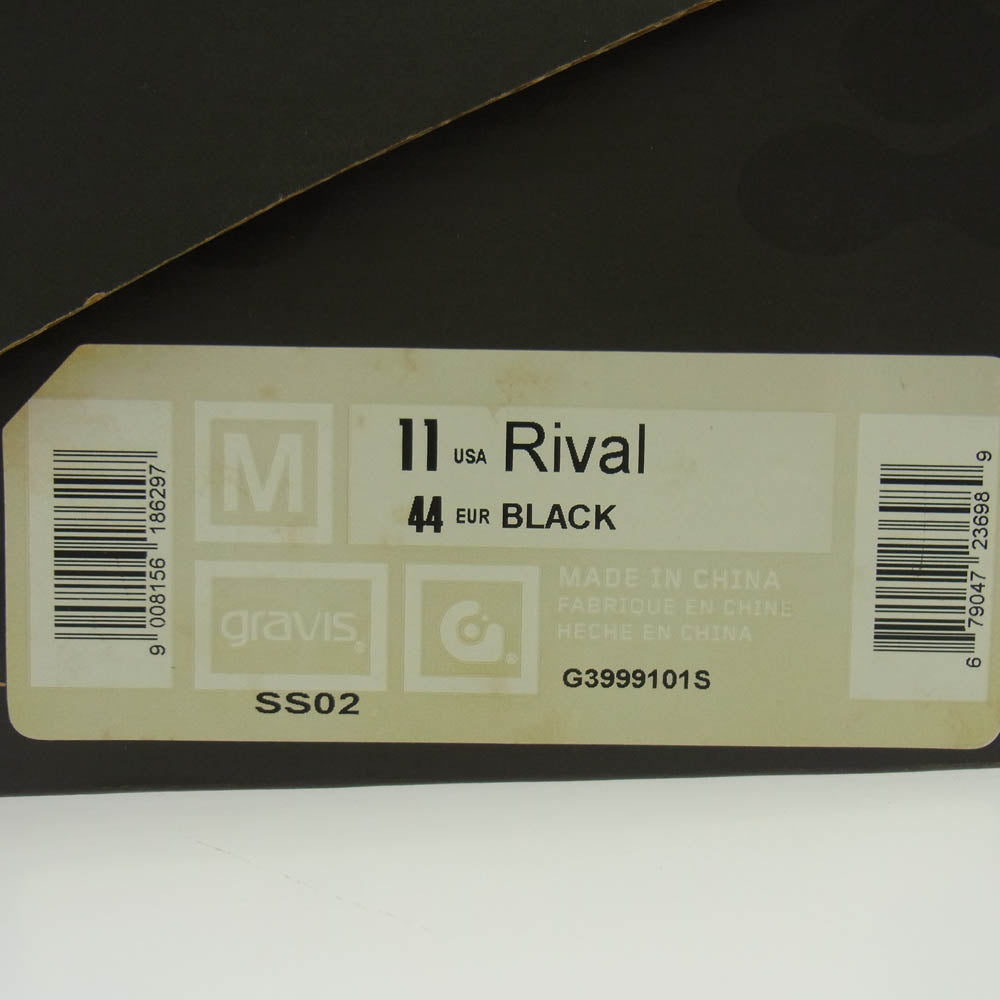 9 008156 186297
M
11 USA Rival
44 EUR BLACK
gravis®
®
MADE IN CHINA
FABRIQUE EN CHINE
HECHE EN CHINA
SS02
G3999101S
6 79047 23698 9